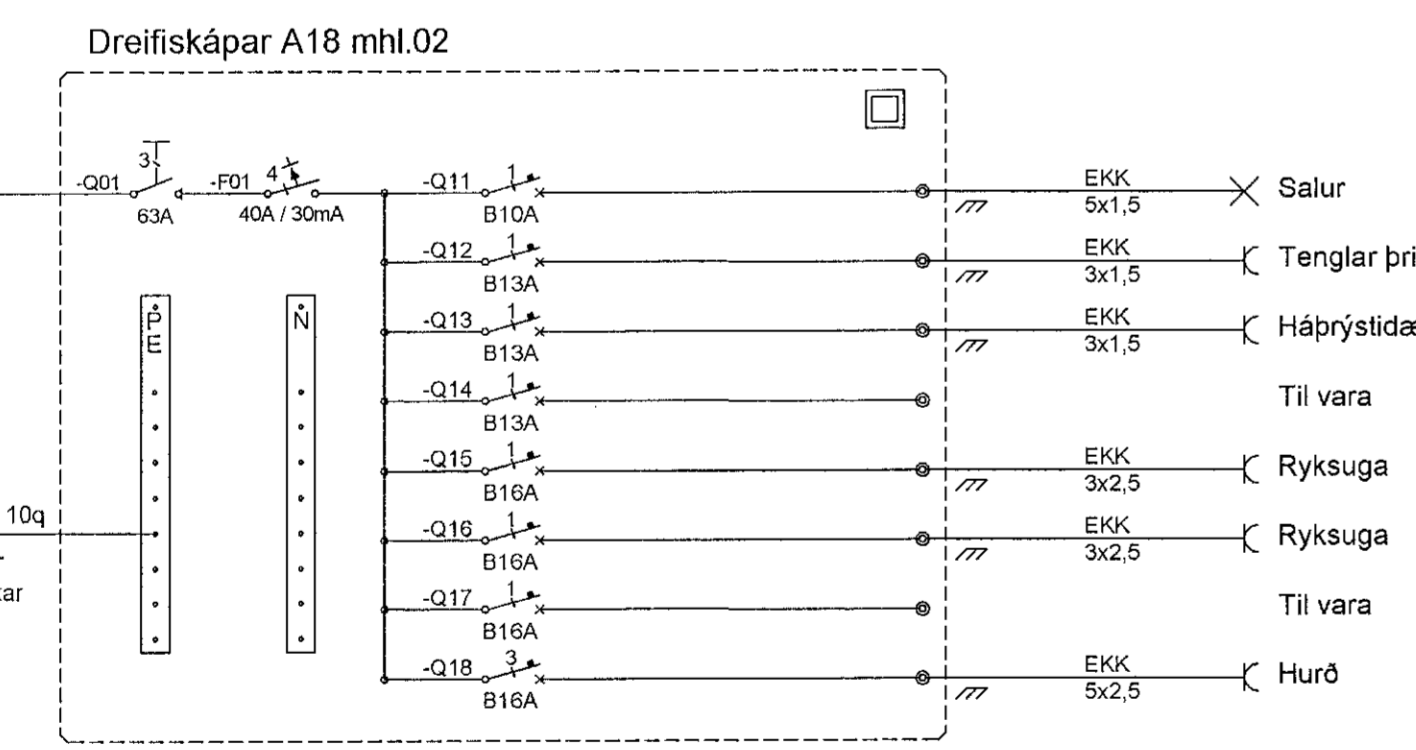 Dreifiskápar A18 mhl.02
-Q01 3 63A
-F01 4 40A / 30mA
-Q11 1 B10A EKK 5x1,5 Salur
-Q12 1 B13A EKK 3x1,5 Tenglar þri
-Q13 1 B13A EKK 3x1,5 Háþrýstidæ
-Q14 1 B13A Til vara
-Q15 1 B16A EKK 3x2,5 Ryksuga
-Q16 1 B16A EKK 3x2,5 Ryksuga
-Q17 1 B16A Til vara
-Q18 3 B16A EKK 5x2,5 Hurð
PE
N
10q